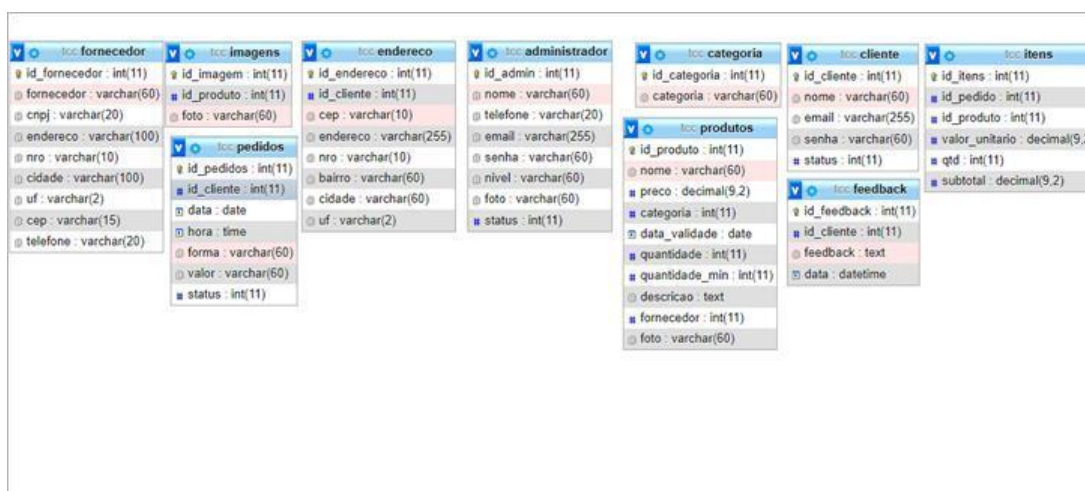 tcc fornecedor
id_fornecedor : int(11)
fornecedor : varchar(60)
cnpj : varchar(20)
endereco : varchar(100)
nro : varchar(10)
cidade : varchar(100)
uf : varchar(2)
cep : varchar(15)
telefone : varchar(20)
tcc imagens
id_imagem : int(11)
id_produto : int(11)
foto : varchar(60)
tcc pedidos
id_pedidos : int(11)
id_cliente : int(11)
data : date
hora : time
forma : varchar(60)
valor : varchar(60)
status : int(11)
tcc endereco
id_endereco : int(11)
id_cliente : int(11)
cep : varchar(10)
endereco : varchar(255)
nro : varchar(10)
bairro : varchar(60)
cidade : varchar(60)
uf : varchar(2)
tcc administrador
id_admin : int(11)
nome : varchar(60)
telefone : varchar(20)
email : varchar(255)
senha : varchar(60)
nivel : varchar(60)
foto : varchar(60)
status : int(11)
tcc categoria
id_categoria : int(11)
categoria : varchar(60)
tcc produtos
id_produto : int(11)
nome : varchar(60)
preco : decimal(9,2)
categoria : int(11)
data_validade : date
quantidade : int(11)
quantidade_min : int(11)
descricao : text
fornecedor : int(11)
foto : varchar(60)
tcc cliente
id_cliente : int(11)
nome : varchar(60)
email : varchar(255)
senha : varchar(60)
status : int(11)
tcc feedback
id_feedback : int(11)
id_cliente : int(11)
feedback : text
data : datetime
tcc itens
id_itens : int(11)
id_pedido : int(11)
id_produto : int(11)
valor_unitario : decimal(9,
qtd : int(11)
subtotal : decimal(9,2)